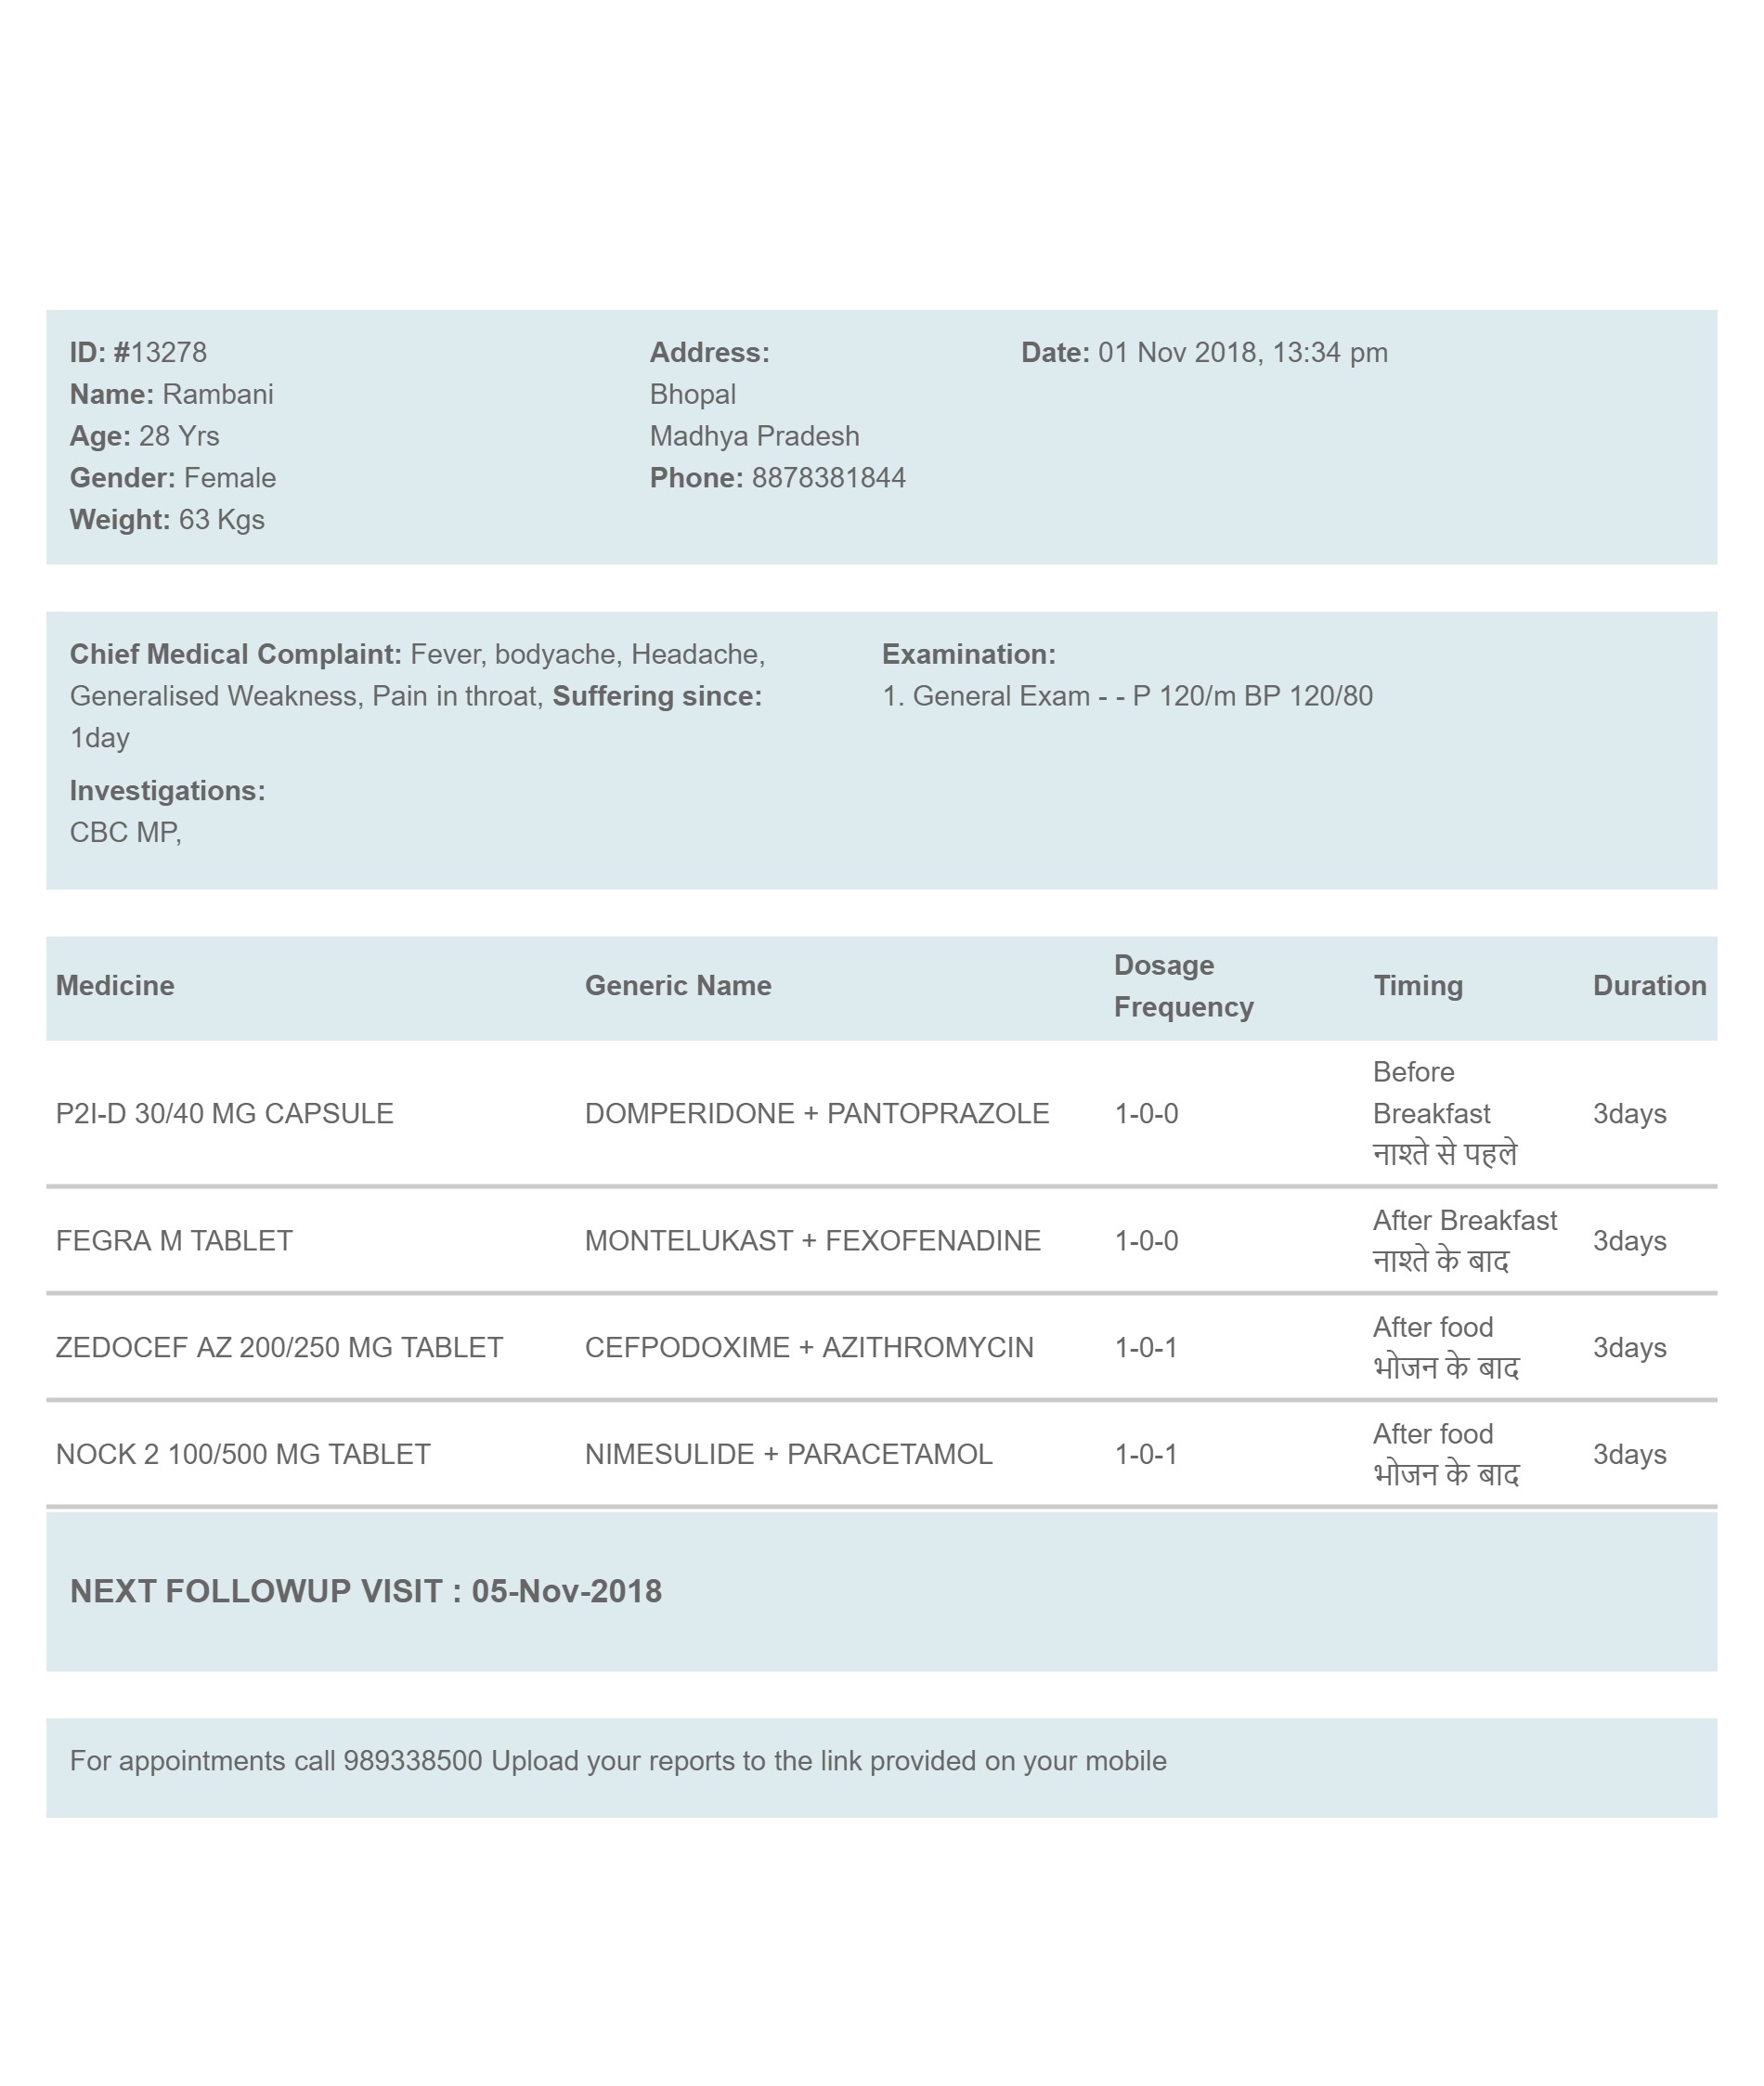 ID: #13278
Name: Rambani
Age: 28 Yrs
Gender: Female
Weight: 63 Kgs
Address:
Bhopal
Madhya Pradesh
Phone: 8878381844
Date: 01 Nov 2018, 13:34 pm
Chief Medical Complaint: Fever, bodyache, Headache,
Generalised Weakness, Pain in throat, Suffering since:
1day
Investigations:
CBC MP,
Examination:
1. General Exam - - P 120/m BP 120/80
Medicine Generic Name Dosage Frequency Timing Duration
P2I-D 30/40 MG CAPSULE DOMPERIDONE + PANTOPRAZOLE 1-0-0 Before Breakfast नाश्ते से पहले 3days
FEGRA M TABLET MONTELUKAST + FEXOFENADINE 1-0-0 After Breakfast नाश्ते के बाद 3days
ZEDOCEF AZ 200/250 MG TABLET CEFPODOXIME + AZITHROMYCIN 1-0-1 After food भोजन के बाद 3days
NOCK 2 100/500 MG TABLET NIMESULIDE + PARACETAMOL 1-0-1 After food भोजन के बाद 3days
NEXT FOLLOWUP VISIT : 05-Nov-2018
For appointments call 989338500 Upload your reports to the link provided on your mobile